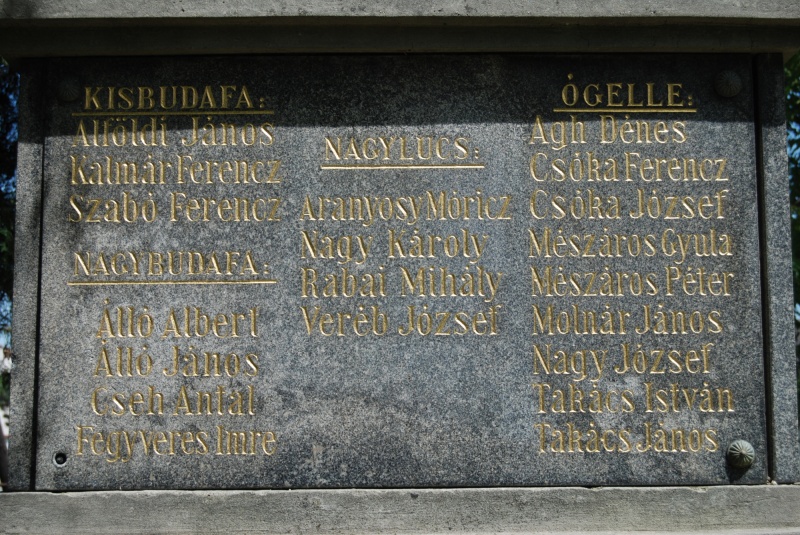 KISBUDAFA:
Alföldi János
Kalmár Ferencz
Szabó Ferencz
NAGYBUDAFA:
Álló Albert
Álló János
Cseh Antal
Fegyveres Imre
NAGYLUCS:
Aranyosy Móricz
Nagy Károly
Rabai Mihály
Veréb József
ÓGELLE:
Agh Dénes
Csóka Ferencz
Csóka József
Mészáros Gyula
Mészáros Péter
Molnár János
Nagy József
Takács István
Takács János